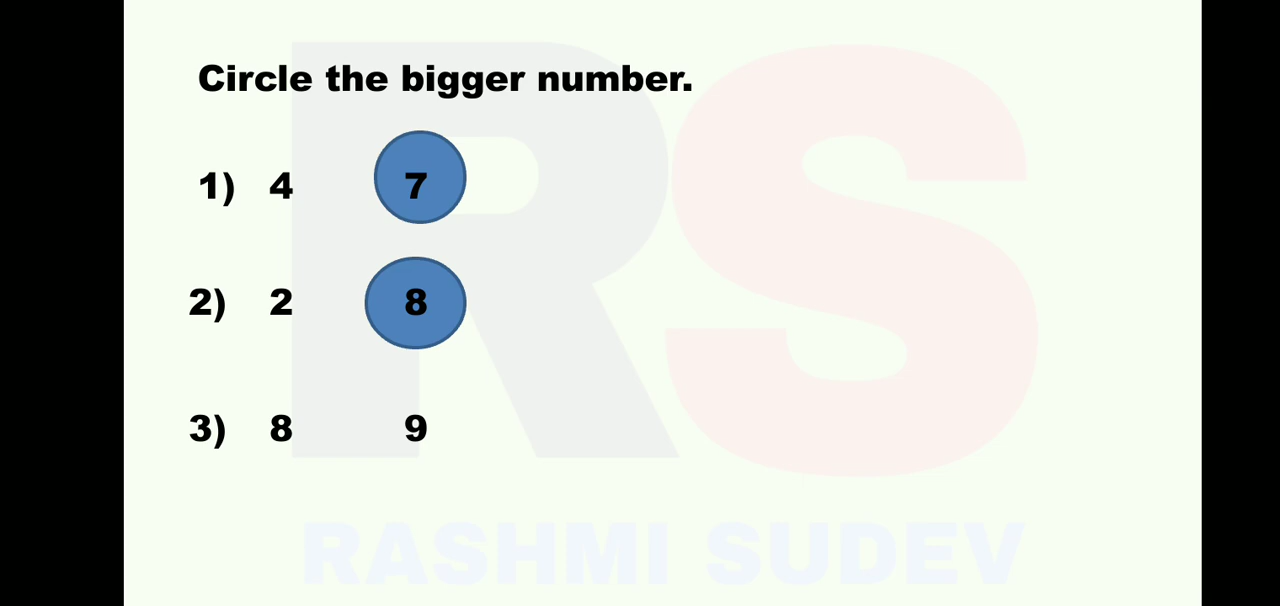 Circle the bigger number.
1) 4 7
2) 2 8
3) 8 9
RS
RASHMI SUDEV